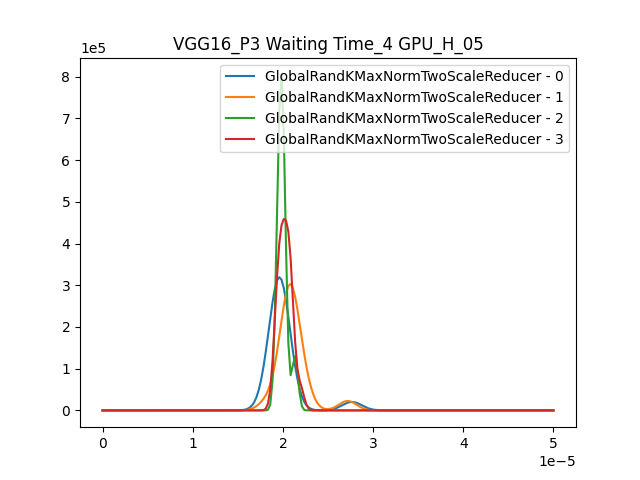 VGG16_P3 Waiting Time_4 GPU_H_05
1e5
GlobalRandKMaxNormTwoScaleReducer - 0
GlobalRandKMaxNormTwoScaleReducer - 1
GlobalRandKMaxNormTwoScaleReducer - 2
GlobalRandKMaxNormTwoScaleReducer - 3
8
7
6
5
4
3
2
1
0
0 1 2 3 4 5
1e−5